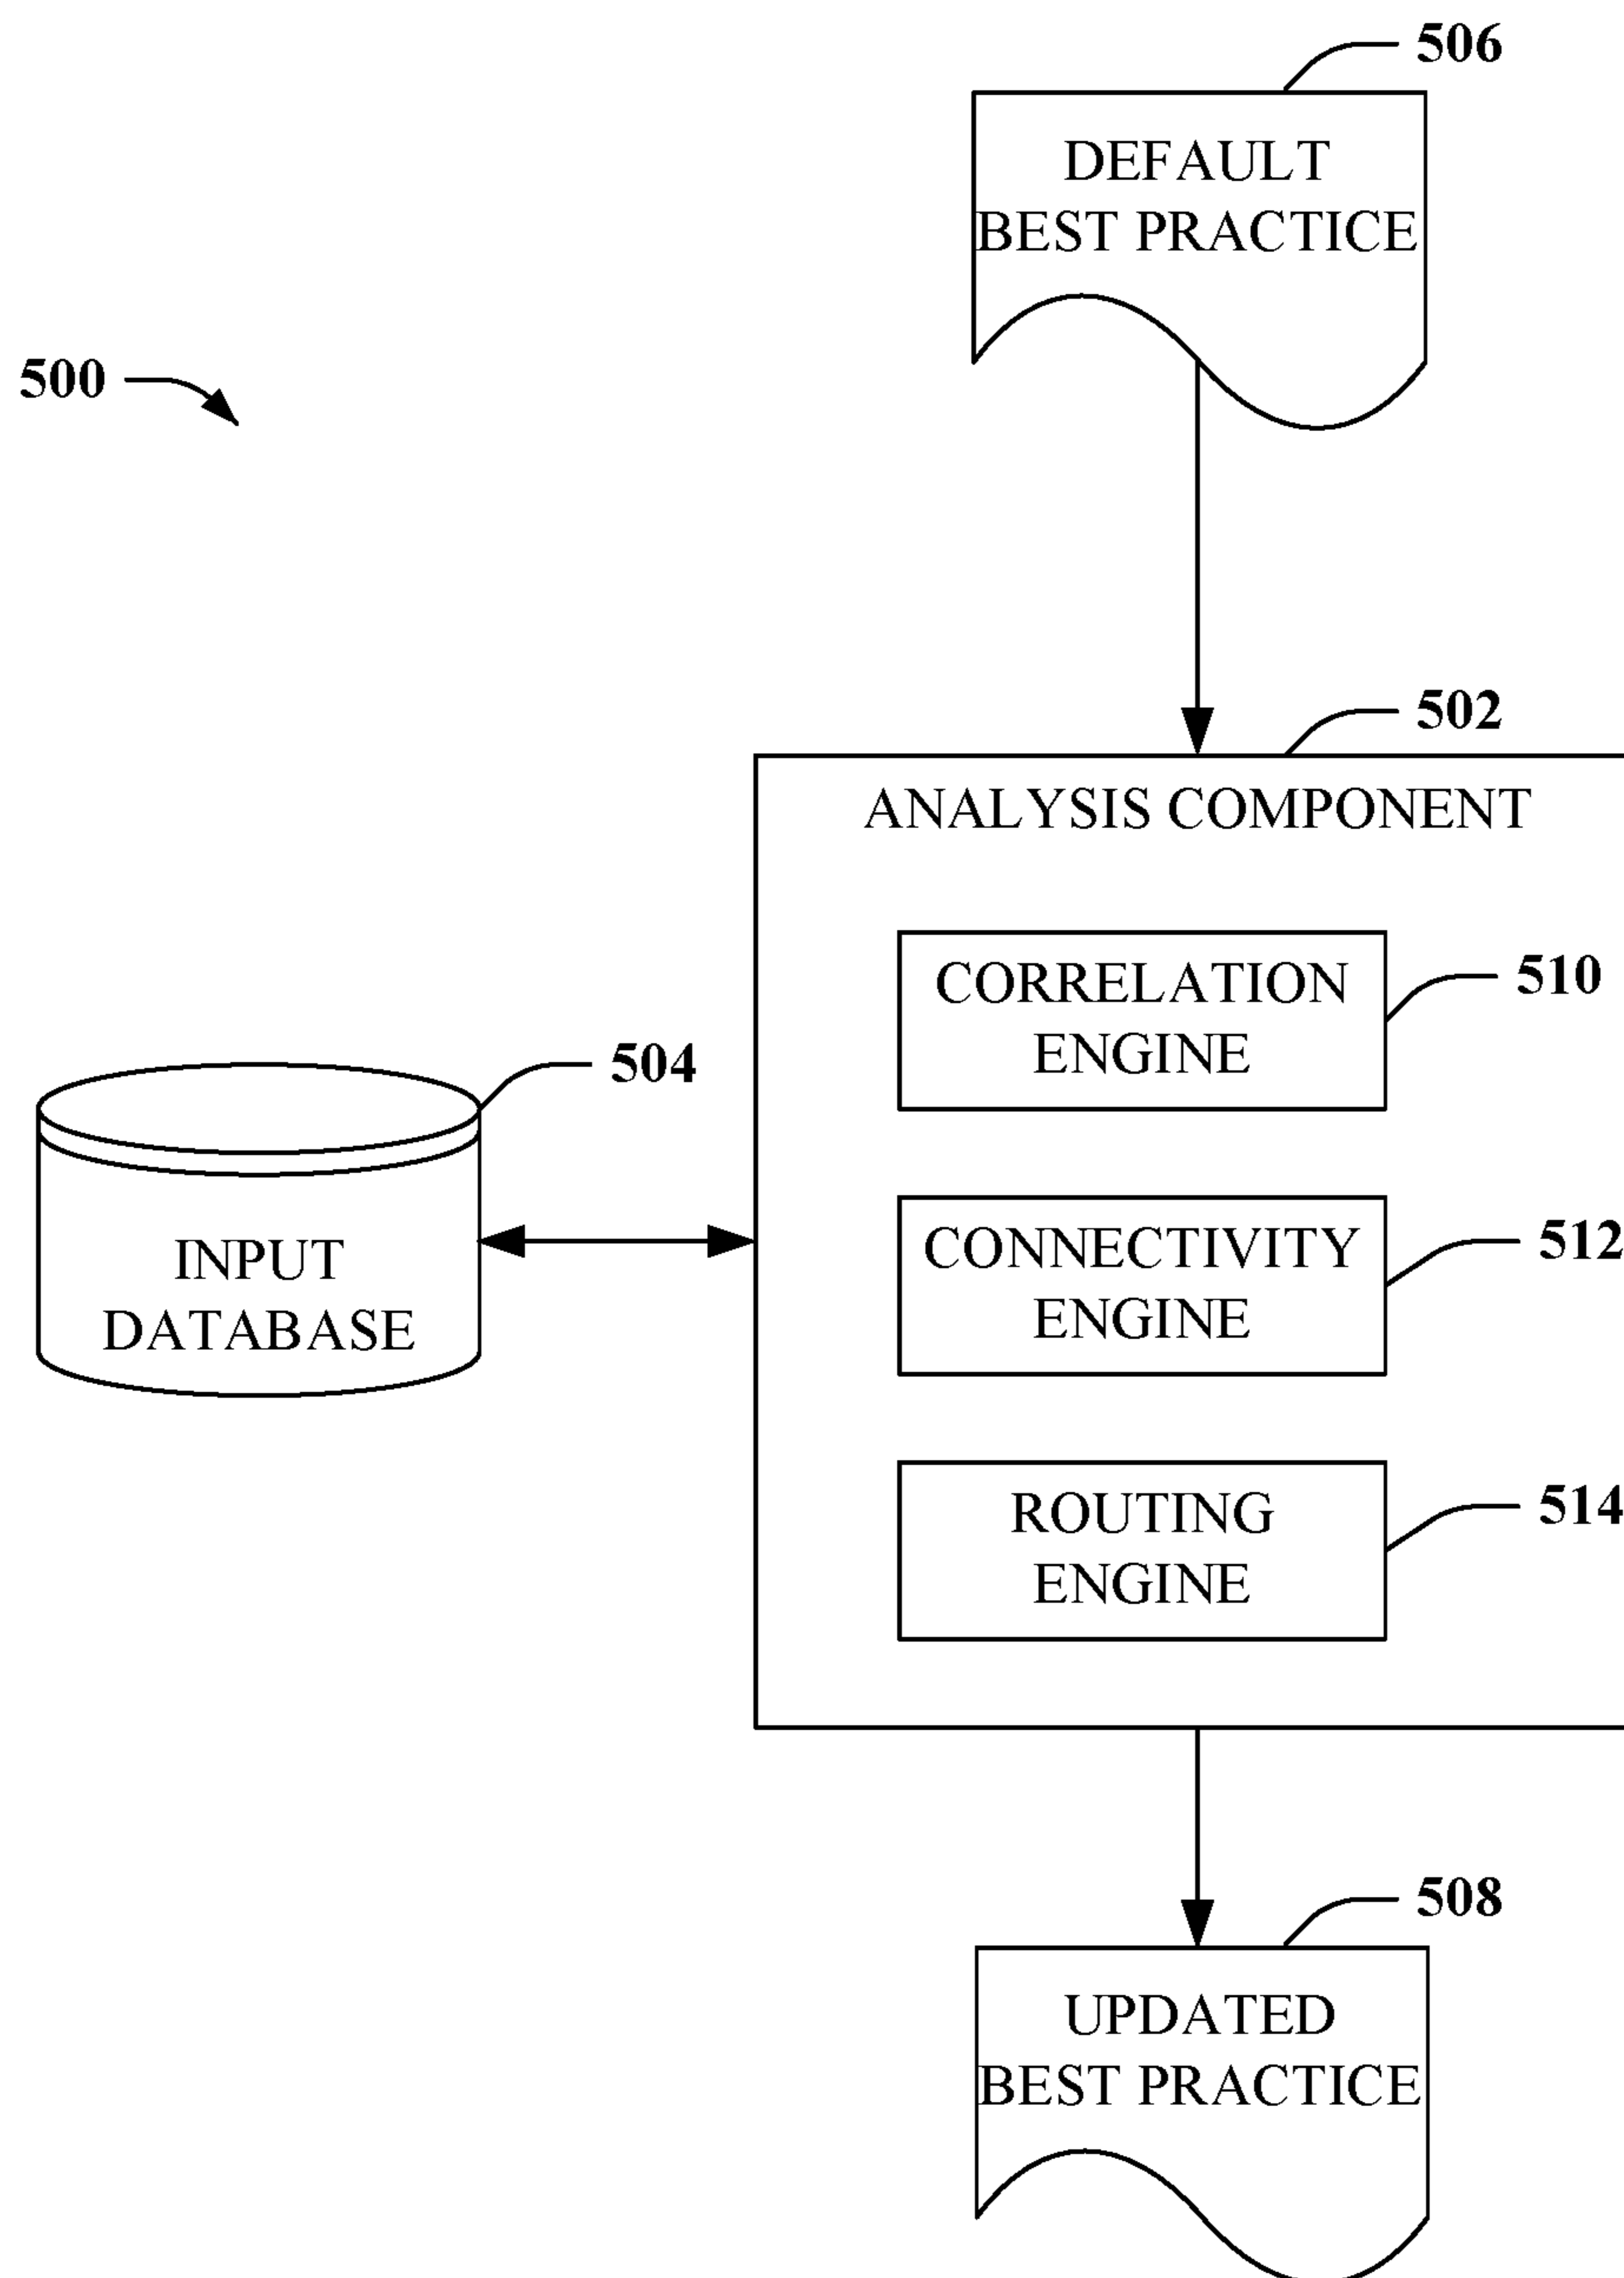 506
DEFAULT
BEST PRACTICE
500
502
ANALYSIS COMPONENT
CORRELATION
ENGINE
510
504
INPUT
DATABASE
CONNECTIVITY
ENGINE
512
ROUTING
ENGINE
514
508
UPDATED
BEST PRACTICE